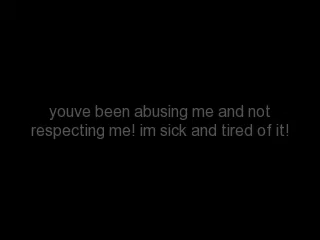 youve been abusing me and not
respecting me! im sick and tired of it!